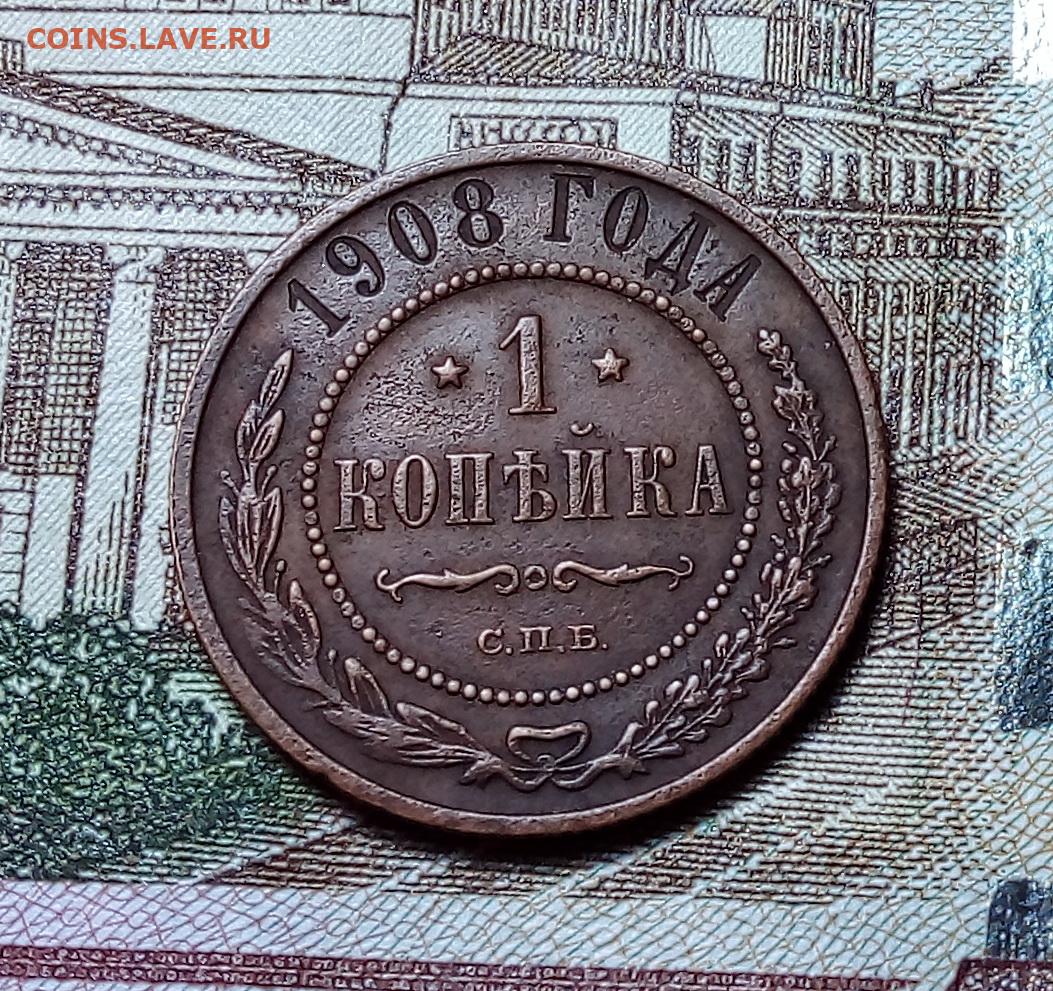 COINS.LAVE.RU
1908 ГОДА
1
КОПѢЙКА
С.П.Б.